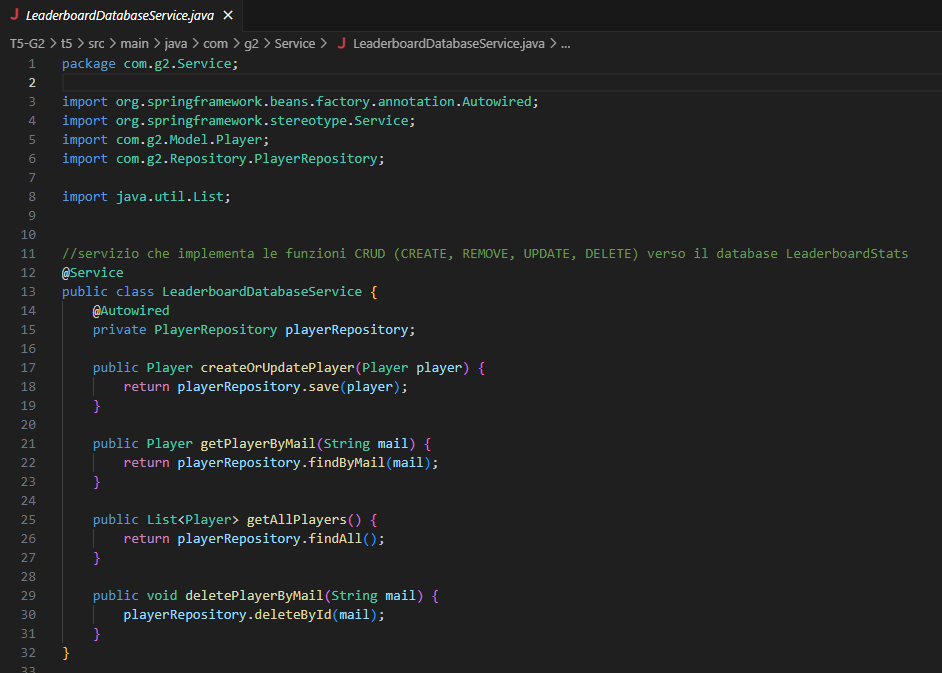 J LeaderboardDatabaseService.java ×
T5-G2 > t5 > src > main > java > com > g2 > Service > J LeaderboardDatabaseService.java > ...
1 package com.g2.Service;
2
3 import org.springframework.beans.factory.annotation.Autowired;
4 import org.springframework.stereotype.Service;
5 import com.g2.Model.Player;
6 import com.g2.Repository.PlayerRepository;
7
8 import java.util.List;
9
10
11 //servizio che implementa le funzioni CRUD (CREATE, REMOVE, UPDATE, DELETE) verso il database LeaderboardStats
12 @Service
13 public class LeaderboardDatabaseService {
14     @Autowired
15     private PlayerRepository playerRepository;
16
17     public Player createOrUpdatePlayer(Player player) {
18         return playerRepository.save(player);
19     }
20
21     public Player getPlayerByMail(String mail) {
22         return playerRepository.findByMail(mail);
23     }
24
25     public List<Player> getAllPlayers() {
26         return playerRepository.findAll();
27     }
28
29     public void deletePlayerByMail(String mail) {
30         playerRepository.deleteById(mail);
31     }
32 }
33